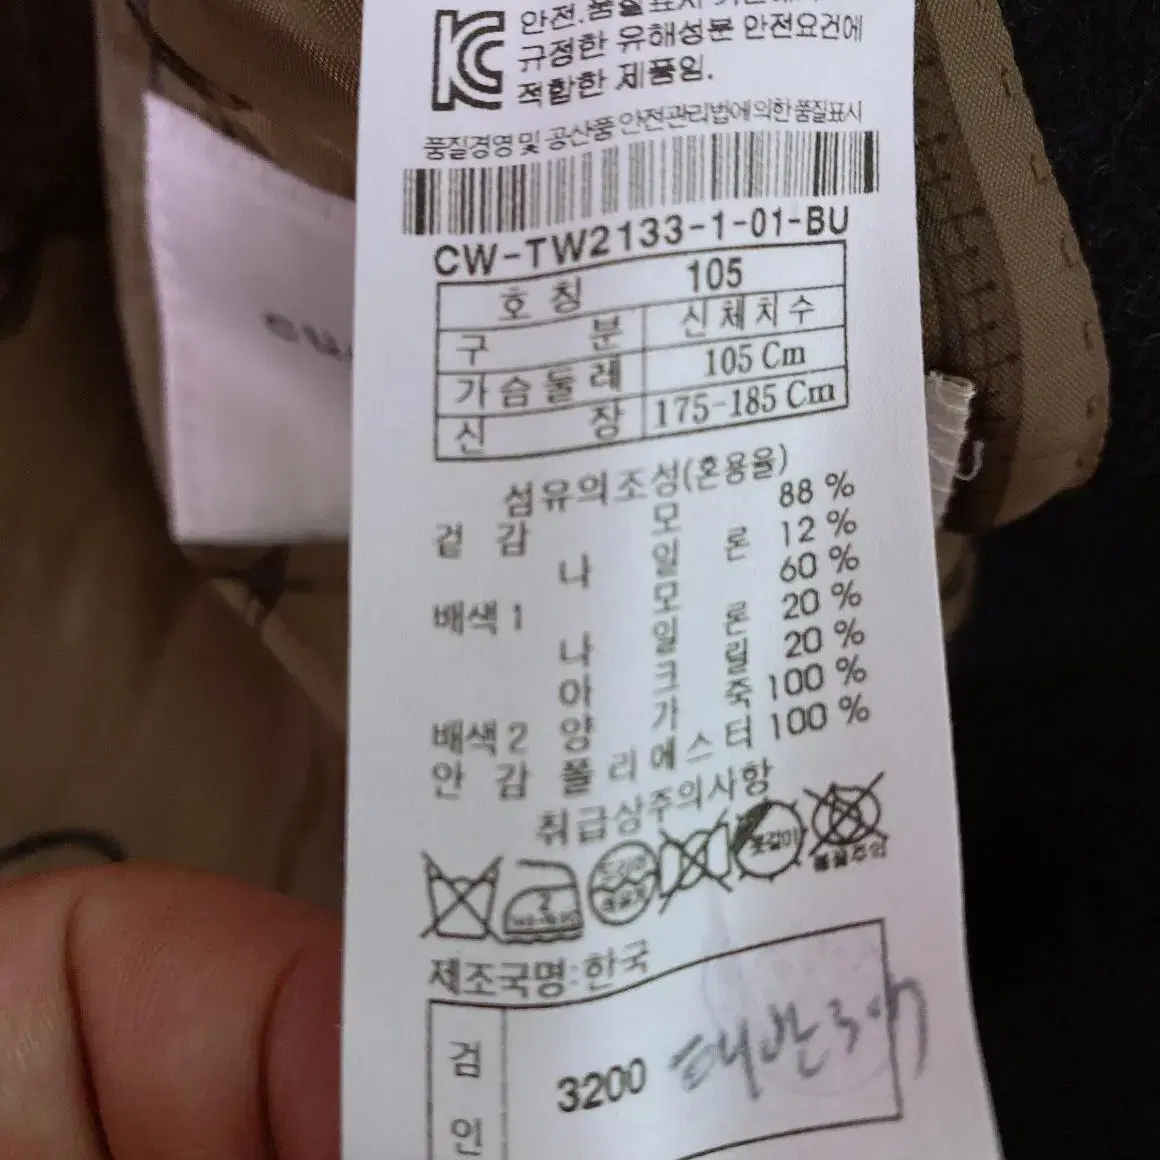 안전.품질표시
규정한 유해성분 안전요건에
적합한 제품임.
품질경영 및 공산품 안전관리법에 의한 품질표시
CW-TW2133-1-01-BU
호 칭 105
구 분 신체치수
가슴둘레 105 Cm
신 장 175-185 Cm
섬유의조성(혼용율)
겉 감 모 88 %
나 일 론 12 %
배색 1 모 60 %
나 일 론 20 %
아 크 릴 20 %
배색 2 양 가 죽 100 %
안 감 폴 리 에 스 터 100 %
취급상주의사항
드라이
옷걸이
제조국명:한국
검 인
3200